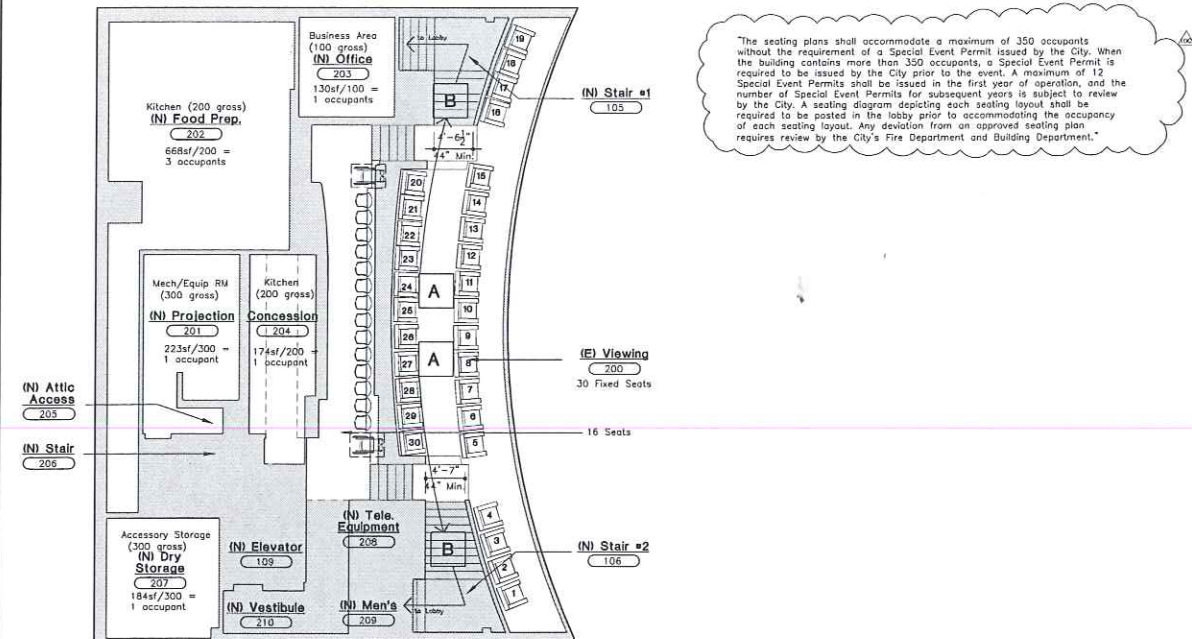 Business Area
(100 gross)
(N) Office
203
130sf/100 =
1 occupants
to Lobby
B
(N) Stair #1
105
Kitchen (200 gross)
(N) Food Prep.
202
668sf/200 =
3 occupants
4'-6½"
44" Min.
19
18
17
16
15
14
13
12
11
10
9
8
7
6
5
4
3
2
1
20
21
22
23
24
25
26
27
28
29
30
A
A
Mech/Equip RM
(300 gross)
(N) Projection
201
223sf/300 =
1 occupant
Kitchen
(200 gross)
Concession
204
174sf/200 =
1 occupant
(E) Viewing
200
30 Fixed Seats
16 Seats
(N) Attic
Access
205
(N) Stair
206
4'-7"
44" Min.
Accessory Storage
(300 gross)
(N) Dry
Storage
207
184sf/300 =
1 occupant
(N) Elevator
109
(N) Tele.
Equipment
208
B
(N) Stair #2
106
(N) Vestibule
210
(N) Men's
209
to Lobby
"The seating plans shall accommodate a maximum of 350 occupants
without the requirement of a Special Event Permit issued by the City. When
the building contains more than 350 occupants, a Special Event Permit is
required to be issued by the City prior to the event. A maximum of 12
Special Event Permits shall be issued in the first year of operation, and the
number of Special Event Permits for subsequent years is subject to review
by the City. A seating diagram depicting each seating layout shall be
required to be posted in the lobby prior to accommodating the occupancy
of each seating layout. Any deviation from an approved seating plan
requires review by the City's Fire Department and Building Department."